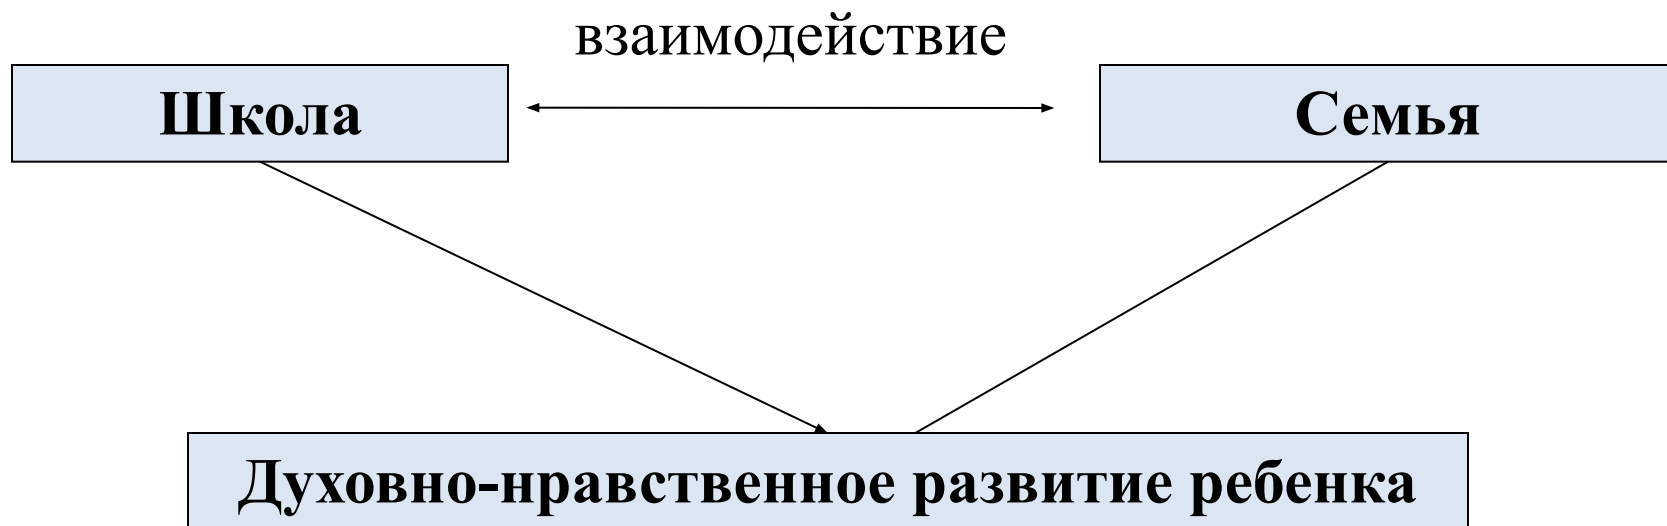 взаимодействие
Школа
Семья
Духовно-нравственное развитие ребенка